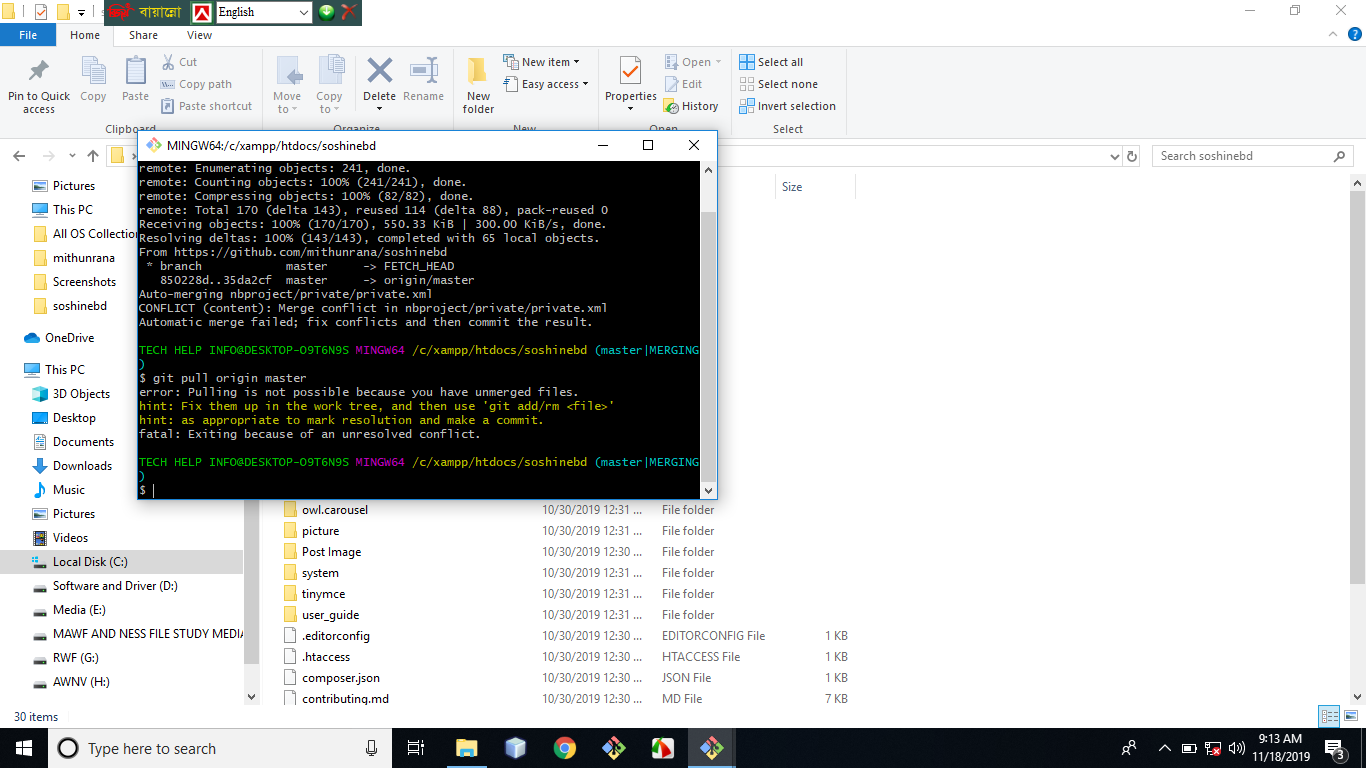 বায়ান্নো
English
File
Home
Share
View
Pin to Quick access
Copy
Paste
Cut
Copy path
Paste shortcut
Clipboard
Move to
Copy to
Delete
Rename
Organize
New folder
New item
Easy access
New
Properties
Open
Edit
History
Open
Select all
Select none
Invert selection
Select
Search soshinebd
Size
Pictures
This PC
All OS Collection
mithunrana
Screenshots
soshinebd
OneDrive
This PC
3D Objects
Desktop
Documents
Downloads
Music
Pictures
Videos
Local Disk (C:)
Software and Driver (D:)
Media (E:)
MAWF AND NESS FILE STUDY MEDIA
RWF (G:)
AWNV (H:)
MINGW64:/c/xampp/htdocs/soshinebd
remote: Enumerating objects: 241, done.
remote: Counting objects: 100% (241/241), done.
remote: Compressing objects: 100% (82/82), done.
remote: Total 170 (delta 143), reused 114 (delta 88), pack-reused 0
Receiving objects: 100% (170/170), 550.33 KiB | 300.00 KiB/s, done.
Resolving deltas: 100% (143/143), completed with 65 local objects.
From https://github.com/mithunrana/soshinebd
* branch master -> FETCH_HEAD
850228d..35da2cf master -> origin/master
Auto-merging nbproject/private/private.xml
CONFLICT (content): Merge conflict in nbproject/private/private.xml
Automatic merge failed; fix conflicts and then commit the result.
TECH HELP INFO@DESKTOP-O9T6N9S MINGW64 /c/xampp/htdocs/soshinebd (master|MERGING
)
$ git pull origin master
error: Pulling is not possible because you have unmerged files.
hint: Fix them up in the work tree, and then use 'git add/rm <file>'
hint: as appropriate to mark resolution and make a commit.
fatal: Exiting because of an unresolved conflict.
TECH HELP INFO@DESKTOP-O9T6N9S MINGW64 /c/xampp/htdocs/soshinebd (master|MERGING
)
$
owl.carousel 10/30/2019 12:31 ... File folder
picture 10/30/2019 12:31 ... File folder
Post Image 10/30/2019 12:30 ... File folder
system 10/30/2019 12:31 ... File folder
tinymce 10/30/2019 12:31 ... File folder
user_guide 10/30/2019 12:31 ... File folder
.editorconfig 10/30/2019 12:30 ... EDITORCONFIG File 1 KB
.htaccess 10/30/2019 12:30 ... HTACCESS File 1 KB
composer.json 10/30/2019 12:30 ... JSON File 1 KB
contributing.md 10/30/2019 12:30 ... MD File 7 KB
30 items
Type here to search
9:13 AM
11/18/2019
3